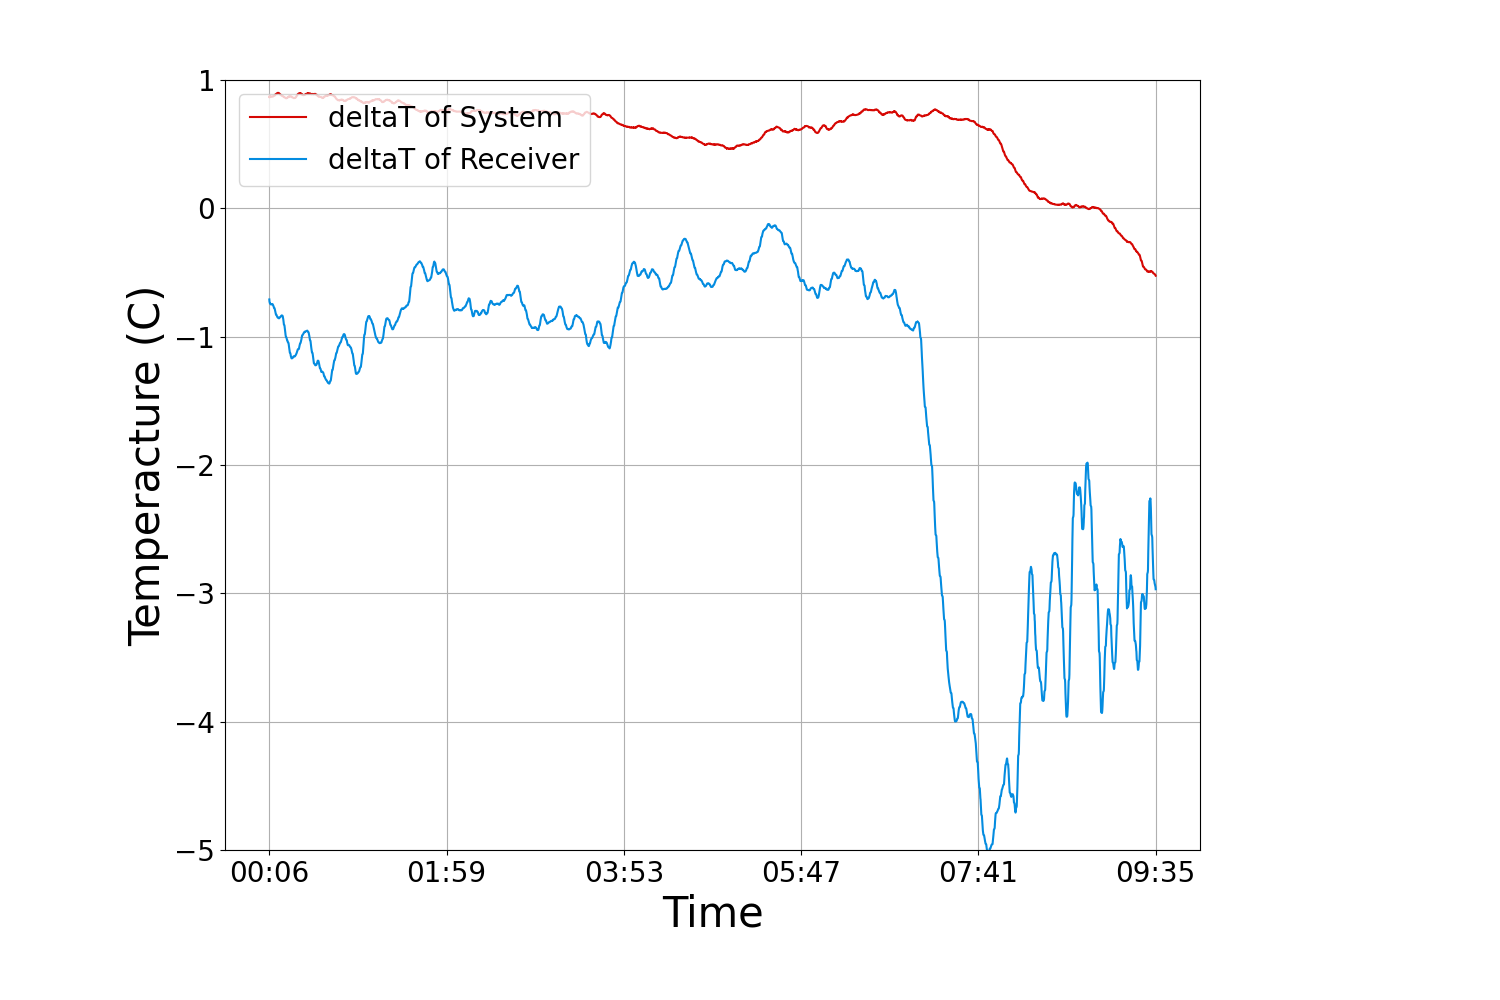 1
deltaT of System
deltaT of Receiver
0
−1
−2
−3
−4
−5
Temperacture (C)
00:06 01:59 03:53 05:47 07:41 09:35
Time